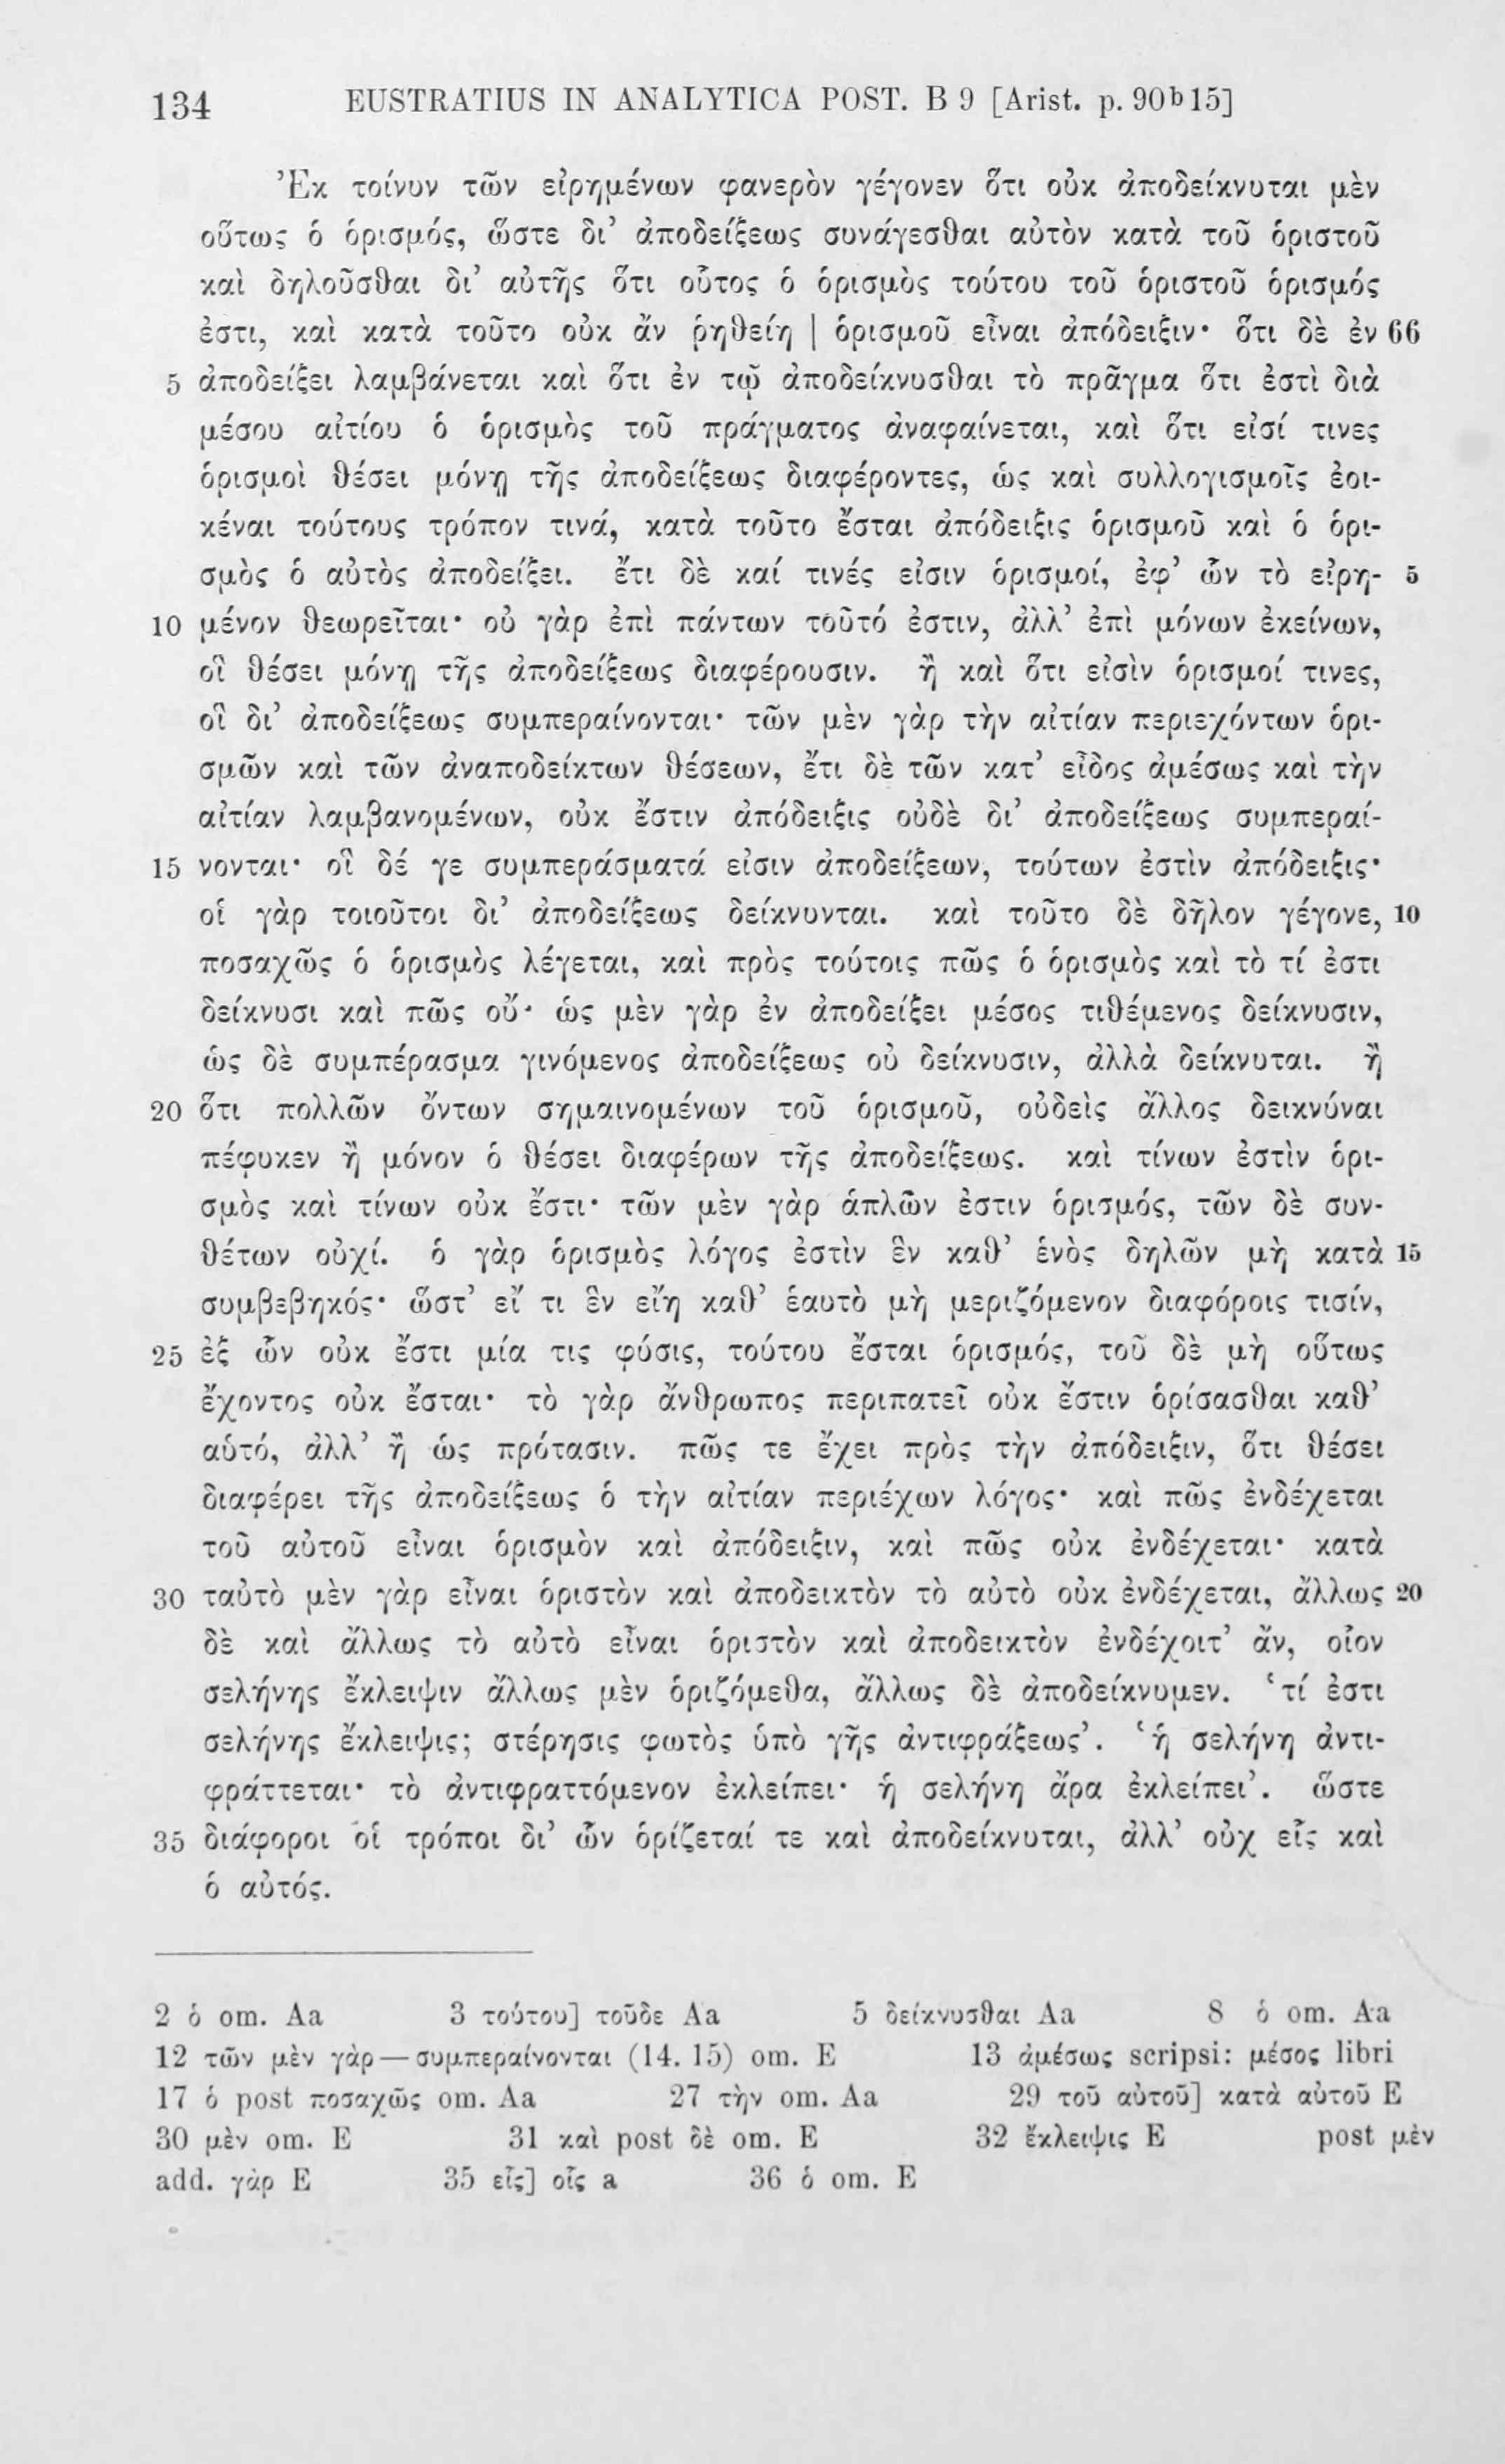 134 EUSTRATIUS IN ANALYTICA POST. B 9 [Arist. p. 90b15]
Ἐκ τοίνυν τῶν εἰρημένων φανερὸν γέγονεν ὅτι οὐκ ἀποδείκνυται μὲν
οὕτως ὁ ὁρισμός, ὥστε δι’ ἀποδείξεως συνάγεσθαι αὐτὸν κατὰ τοῦ ὁριστοῦ
καὶ δηλοῦσθαι δι’ αὐτῆς ὅτι οὗτος ὁ ὁρισμὸς τούτου τοῦ ὁριστοῦ ὁρισμός
ἐστι, καὶ κατὰ τοῦτο οὐκ ἂν ῥηθείη | ὁρισμοῦ εἶναι ἀπόδειξιν· ὅτι δὲ ἐν 66
5 ἀποδείξει λαμβάνεται καὶ ὅτι ἐν τῷ ἀποδείκνυσθαι τὸ πρᾶγμα ὅτι ἐστὶ διὰ
μέσου αἰτίου ὁ ὁρισμὸς τοῦ πράγματος ἀναφαίνεται, καὶ ὅτι εἰσί τινες
ὁρισμοὶ θέσει μόνῃ τῆς ἀποδείξεως διαφέροντες, ὡς καὶ συλλογισμοῖς ἐοι-
κέναι τούτους τρόπον τινά, κατὰ τοῦτο ἔσται ἀπόδειξις ὁρισμοῦ καὶ ὁ ὁρι-
σμὸς ὁ αὐτὸς ἀποδείξει. ἔτι δὲ καί τινές εἰσιν ὁρισμοί, ἐφ’ ὧν τὸ εἰρη- 5
10 μένον θεωρεῖται· οὐ γὰρ ἐπὶ πάντων τοῦτό ἐστιν, ἀλλ’ ἐπὶ μόνων ἐκείνων,
οἳ θέσει μόνῃ τῆς ἀποδείξεως διαφέρουσιν. ἢ καὶ ὅτι εἰσὶν ὁρισμοί τινες,
οἳ δι’ ἀποδείξεως συμπεραίνονται· τῶν μὲν γὰρ τὴν αἰτίαν περιεχόντων ὁρι-
σμῶν καὶ τῶν ἀναποδείκτων θέσεων, ἔτι δὲ τῶν κατ’ εἶδος ἀμέσως καὶ τὴν
αἰτίαν λαμβανομένων, οὐκ ἔστιν ἀπόδειξις οὐδὲ δι’ ἀποδείξεως συμπεραί-
15 νονται· οἳ δέ γε συμπεράσματά εἰσιν ἀποδείξεων, τούτων ἐστὶν ἀπόδειξις·
οἱ γὰρ τοιοῦτοι δι’ ἀποδείξεως δείκνυνται. καὶ τοῦτο δὲ δῆλον γέγονε, 10
ποσαχῶς ὁ ὁρισμὸς λέγεται, καὶ πρὸς τούτοις πῶς ὁ ὁρισμὸς καὶ τὸ τί ἐστι
δείκνυσι καὶ πῶς οὔ· ὡς μὲν γὰρ ἐν ἀποδείξει μέσος τιθέμενος δείκνυσιν,
ὡς δὲ συμπέρασμα γινόμενος ἀποδείξεως οὐ δείκνυσιν, ἀλλὰ δείκνυται. ἢ
20 ὅτι πολλῶν ὄντων σημαινομένων τοῦ ὁρισμοῦ, οὐδεὶς ἄλλος δεικνύναι
πέφυκεν ἢ μόνον ὁ θέσει διαφέρων τῆς ἀποδείξεως. καὶ τίνων ἐστὶν ὁρι-
σμὸς καὶ τίνων οὐκ ἔστι· τῶν μὲν γὰρ ἁπλῶν ἐστιν ὁρισμός, τῶν δὲ συν-
θέτων οὐχί. ὁ γὰρ ὁρισμὸς λόγος ἐστὶν ἓν καθ’ ἑνὸς δηλῶν μὴ κατὰ 15
συμβεβηκός· ὥστ’ εἴ τι ἓν εἴη καθ’ ἑαυτὸ μὴ μεριζόμενον διαφόροις τισίν,
25 ἐξ ὧν οὐκ ἔστι μία τις φύσις, τούτου ἔσται ὁρισμός, τοῦ δὲ μὴ οὕτως
ἔχοντος οὐκ ἔσται· τὸ γὰρ ἄνθρωπος περιπατεῖ οὐκ ἔστιν ὁρίσασθαι καθ’
αὑτό, ἀλλ’ ἢ ὡς πρότασιν. πῶς τε ἔχει πρὸς τὴν ἀπόδειξιν, ὅτι θέσει
διαφέρει τῆς ἀποδείξεως ὁ τὴν αἰτίαν περιέχων λόγος· καὶ πῶς ἐνδέχεται
τοῦ αὐτοῦ εἶναι ὁρισμὸν καὶ ἀπόδειξιν, καὶ πῶς οὐκ ἐνδέχεται· κατὰ
30 ταὐτὸ μὲν γὰρ εἶναι ὁριστὸν καὶ ἀποδεικτὸν τὸ αὐτὸ οὐκ ἐνδέχεται, ἄλλως 20
δὲ καὶ ἄλλως τὸ αὐτὸ εἶναι ὁριστὸν καὶ ἀποδεικτὸν ἐνδέχοιτ’ ἄν, οἷον
σελήνης ἔκλειψιν ἄλλως μὲν ὁριζόμεθα, ἄλλως δὲ ἀποδείκνυμεν. ‘τί ἐστι
σελήνης ἔκλειψις; στέρησις φωτὸς ὑπὸ γῆς ἀντιφράξεως’. ‘ἡ σελήνη ἀντι-
φράττεται· τὸ ἀντιφραττόμενον ἐκλείπει· ἡ σελήνη ἄρα ἐκλείπει’. ὥστε
35 διάφοροι οἱ τρόποι δι’ ὧν ὁρίζεταί τε καὶ ἀποδείκνυται, ἀλλ’ οὐχ εἷς καὶ
ὁ αὐτός.
2 ὁ om. Aa 3 τούτου] τοῦδε Aa 5 δείκνυσθαι Aa 8 ὁ om. Aa
12 τῶν μὲν γὰρ — συμπεραίνονται (14. 15) om. E 13 ἀμέσως scripsi: μέσος libri
17 ὁ post ποσαχῶς om. Aa 27 τὴν om. Aa 29 τοῦ αὐτοῦ] κατὰ αὐτοῦ E
30 μὲν om. E 31 καὶ post δὲ om. E 32 ἔκλειψις E post μὲν
add. γὰρ E 35 εἷς] οἷς a 36 ὁ om. E